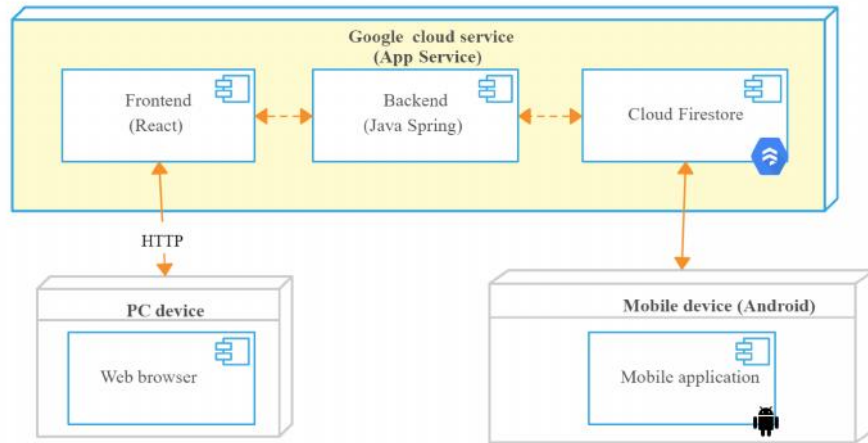 Google cloud service
(App Service)
Frontend
(React)
Backend
(Java Spring)
Cloud Firestore
HTTP
PC device
Web browser
Mobile device (Android)
Mobile application